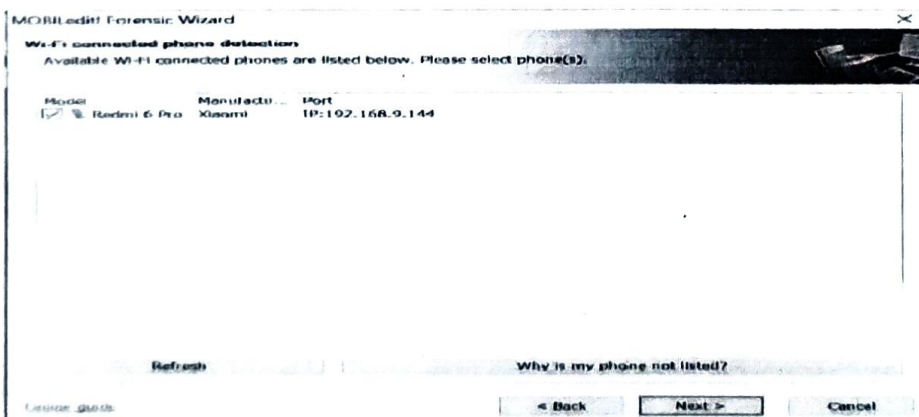 MOBILedit! Forensic Wizard
Wi-Fi connected phone detection
Available Wi-Fi connected phones are listed below. Please select phone(s).
Model Manufactu... Port
Redmi 6 Pro Xiaomi IP:192.168.9.144
Refresh Why is my phone not listed?
< Back Next > Cancel